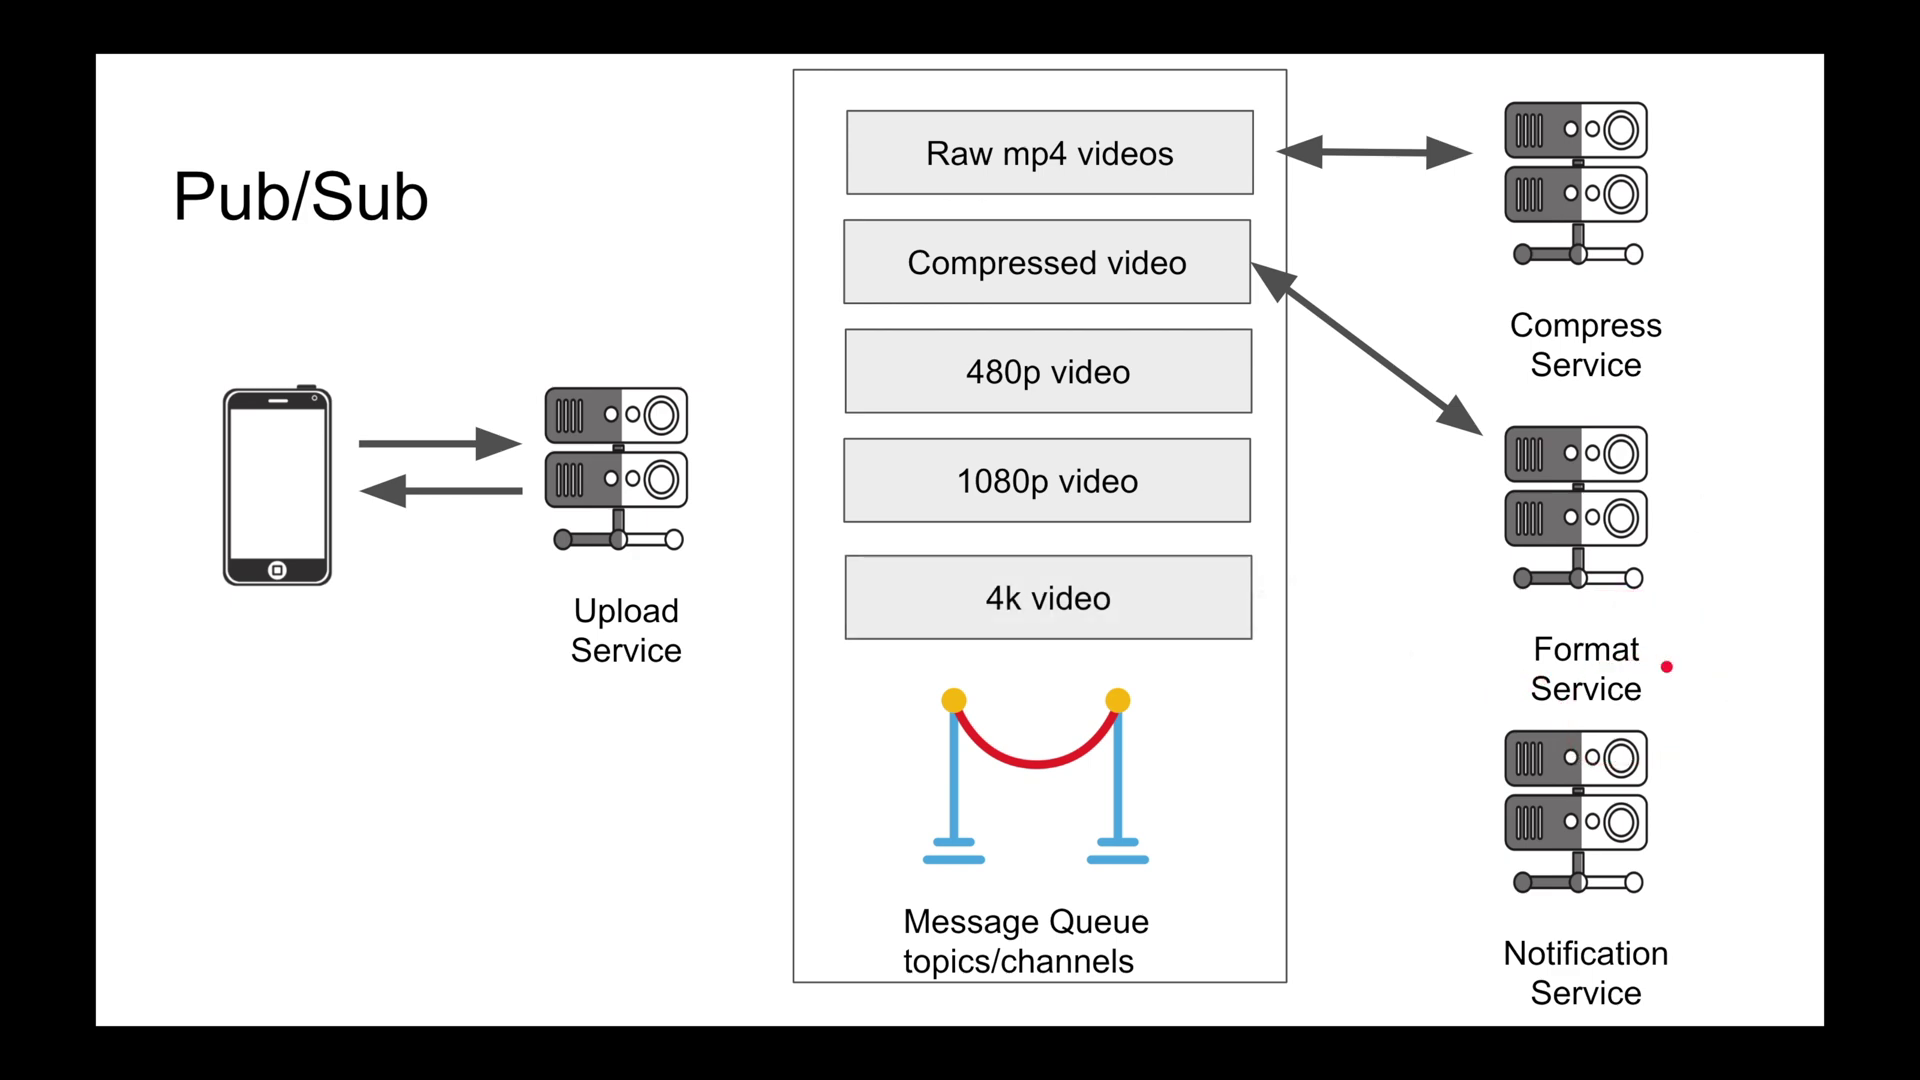 Pub/Sub
Upload
Service
Raw mp4 videos
Compressed video
480p video
1080p video
4k video
Message Queue
topics/channels
Compress
Service
Format
Service
Notification
Service